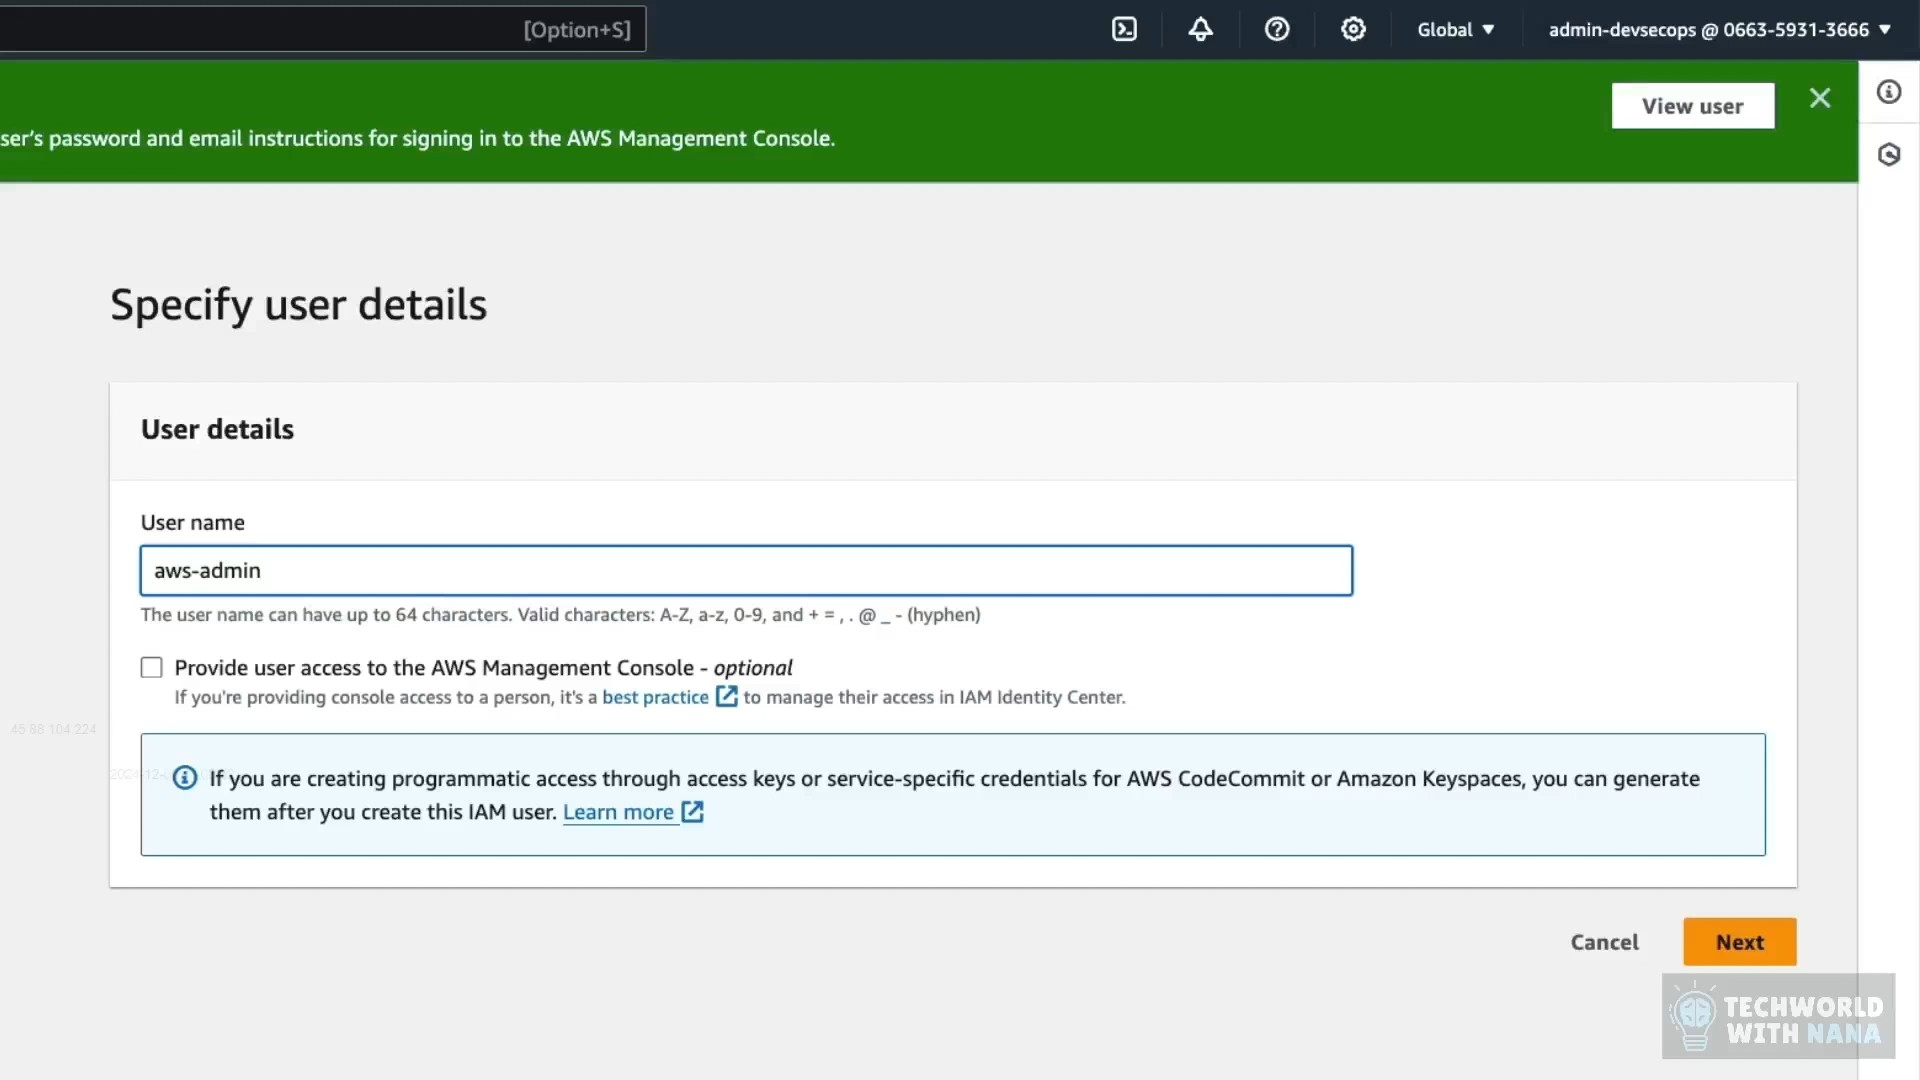 [Option+S]
Global
admin-devsecops @ 0663-5931-3666
View user
ser's password and email instructions for signing in to the AWS Management Console.
Specify user details
User details
User name
aws-admin
The user name can have up to 64 characters. Valid characters: A-Z, a-z, 0-9, and + = , . @ _ - (hyphen)
Provide user access to the AWS Management Console - optional
If you're providing console access to a person, it's a best practice to manage their access in IAM Identity Center.
45.88.104.224
If you are creating programmatic access through access keys or service-specific credentials for AWS CodeCommit or Amazon Keyspaces, you can generate
them after you create this IAM user. Learn more
Cancel
Next
TECHWORLD
WITH NANA